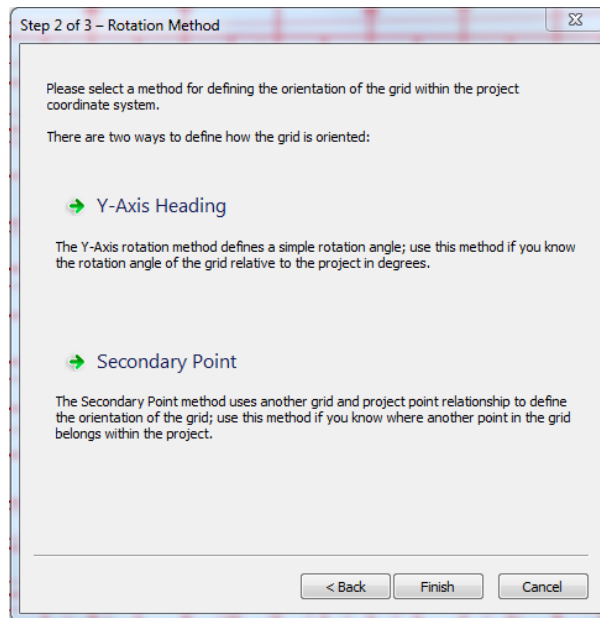 Step 2 of 3 – Rotation Method
Please select a method for defining the orientation of the grid within the project
coordinate system.
There are two ways to define how the grid is oriented:
Y-Axis Heading
The Y-Axis rotation method defines a simple rotation angle; use this method if you know
the rotation angle of the grid relative to the project in degrees.
Secondary Point
The Secondary Point method uses another grid and project point relationship to define
the orientation of the grid; use this method if you know where another point in the grid
belongs within the project.
< Back Finish Cancel